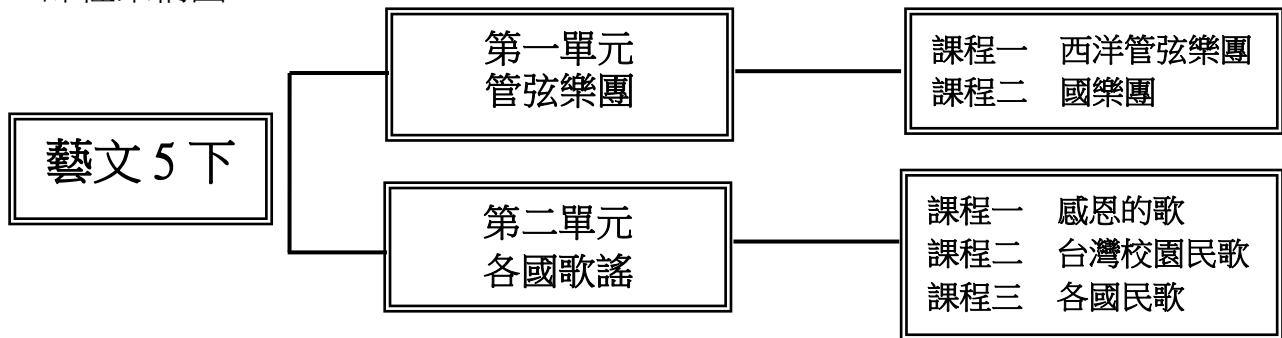 藝文 5 下
第一單元
管弦樂團
課程一 西洋管弦樂團
課程二 國樂團
第二單元
各國歌謠
課程一 感恩的歌
課程二 台灣校園民歌
課程三 各國民歌